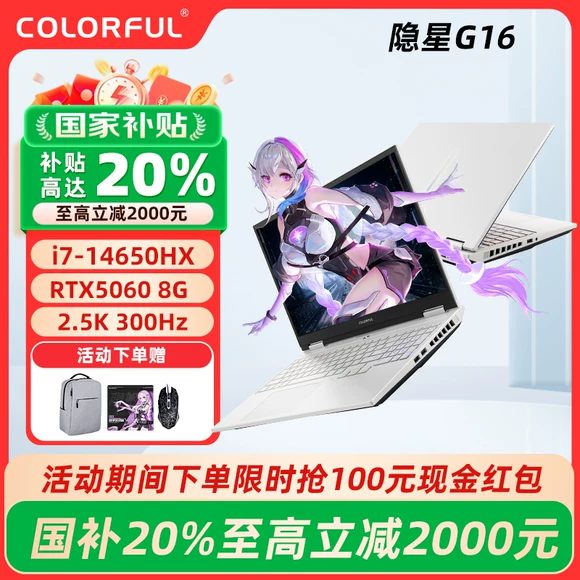 COLORFUL®
隐星G16
国家补贴
补贴
高达
20%
至高立减2000元
i7-14650HX
RTX5060 8G
2.5K 300Hz
活动下单赠
COLORFUL
活动期间下单限时抢100元现金红包
国补20%至高立减2000元